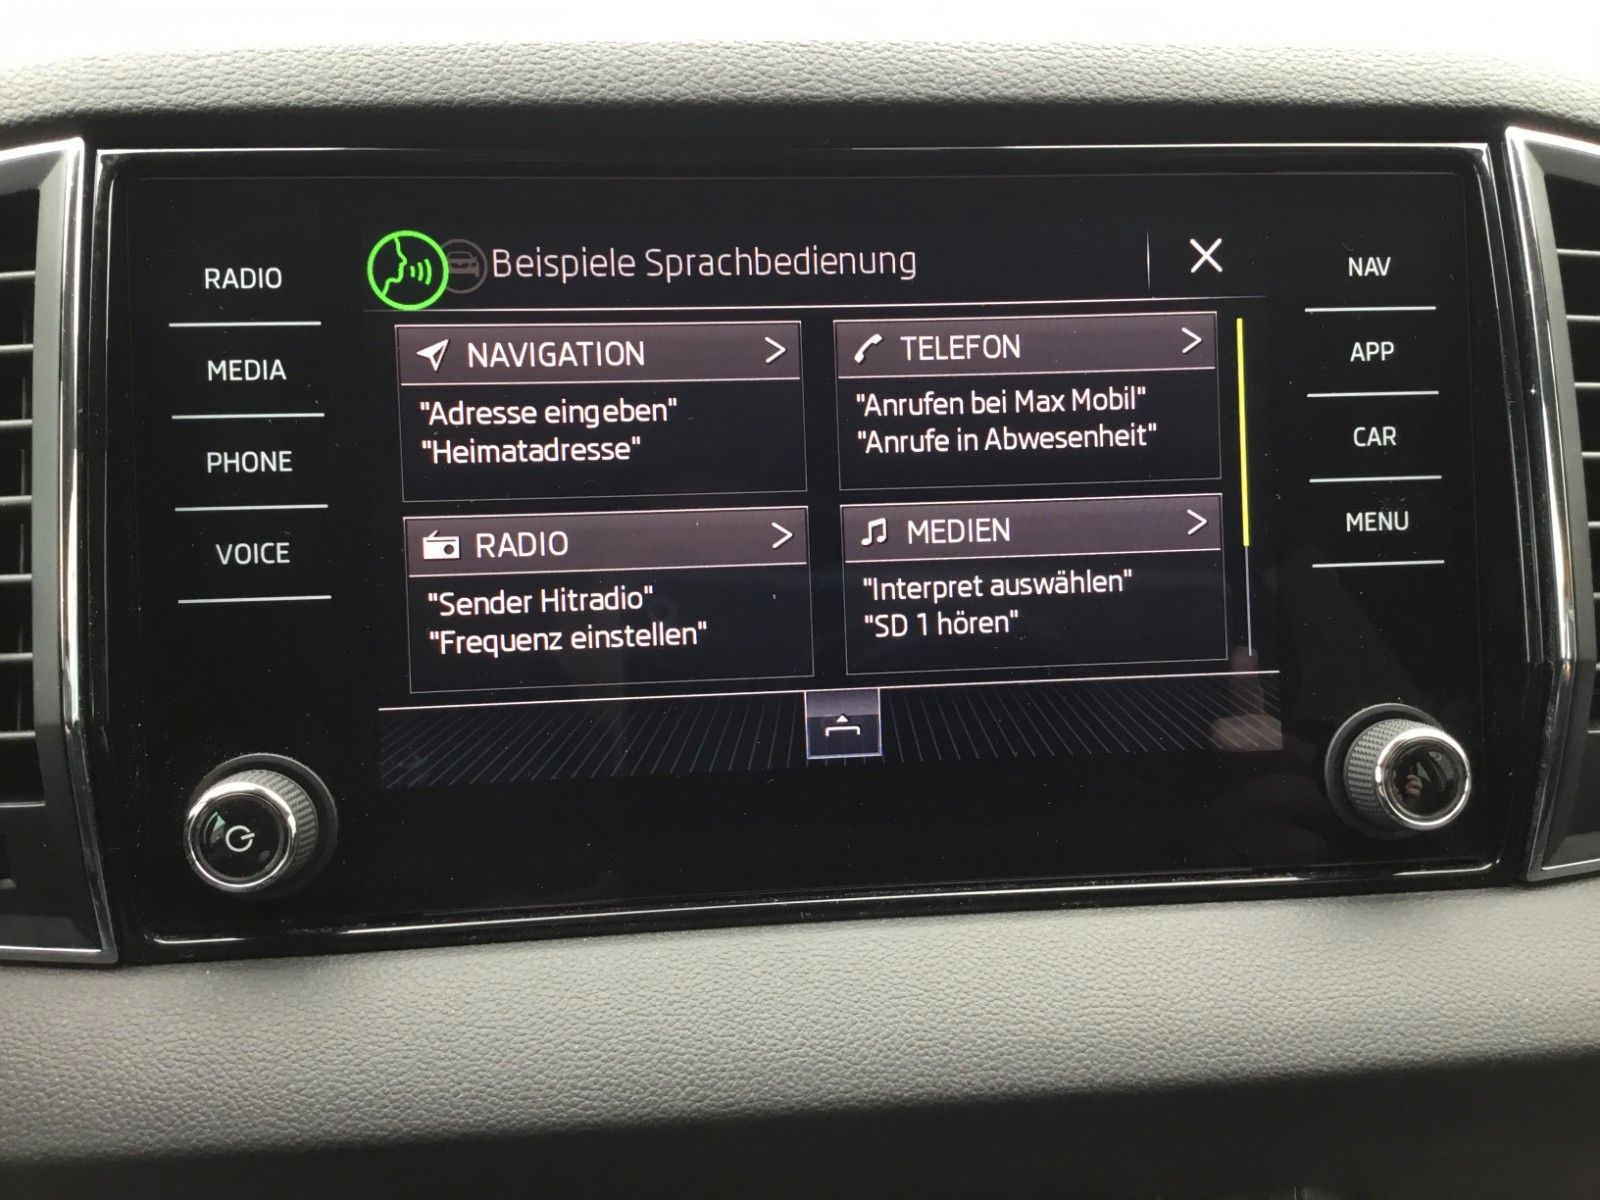 RADIO
MEDIA
PHONE
VOICE
Beispiele Sprachbedienung
NAVIGATION
"Adresse eingeben"
"Heimatadresse"
TELEFON
"Anrufen bei Max Mobil"
"Anrufe in Abwesenheit"
RADIO
"Sender Hitradio"
"Frequenz einstellen"
MEDIEN
"Interpret auswählen"
"SD 1 hören"
NAV
APP
CAR
MENU